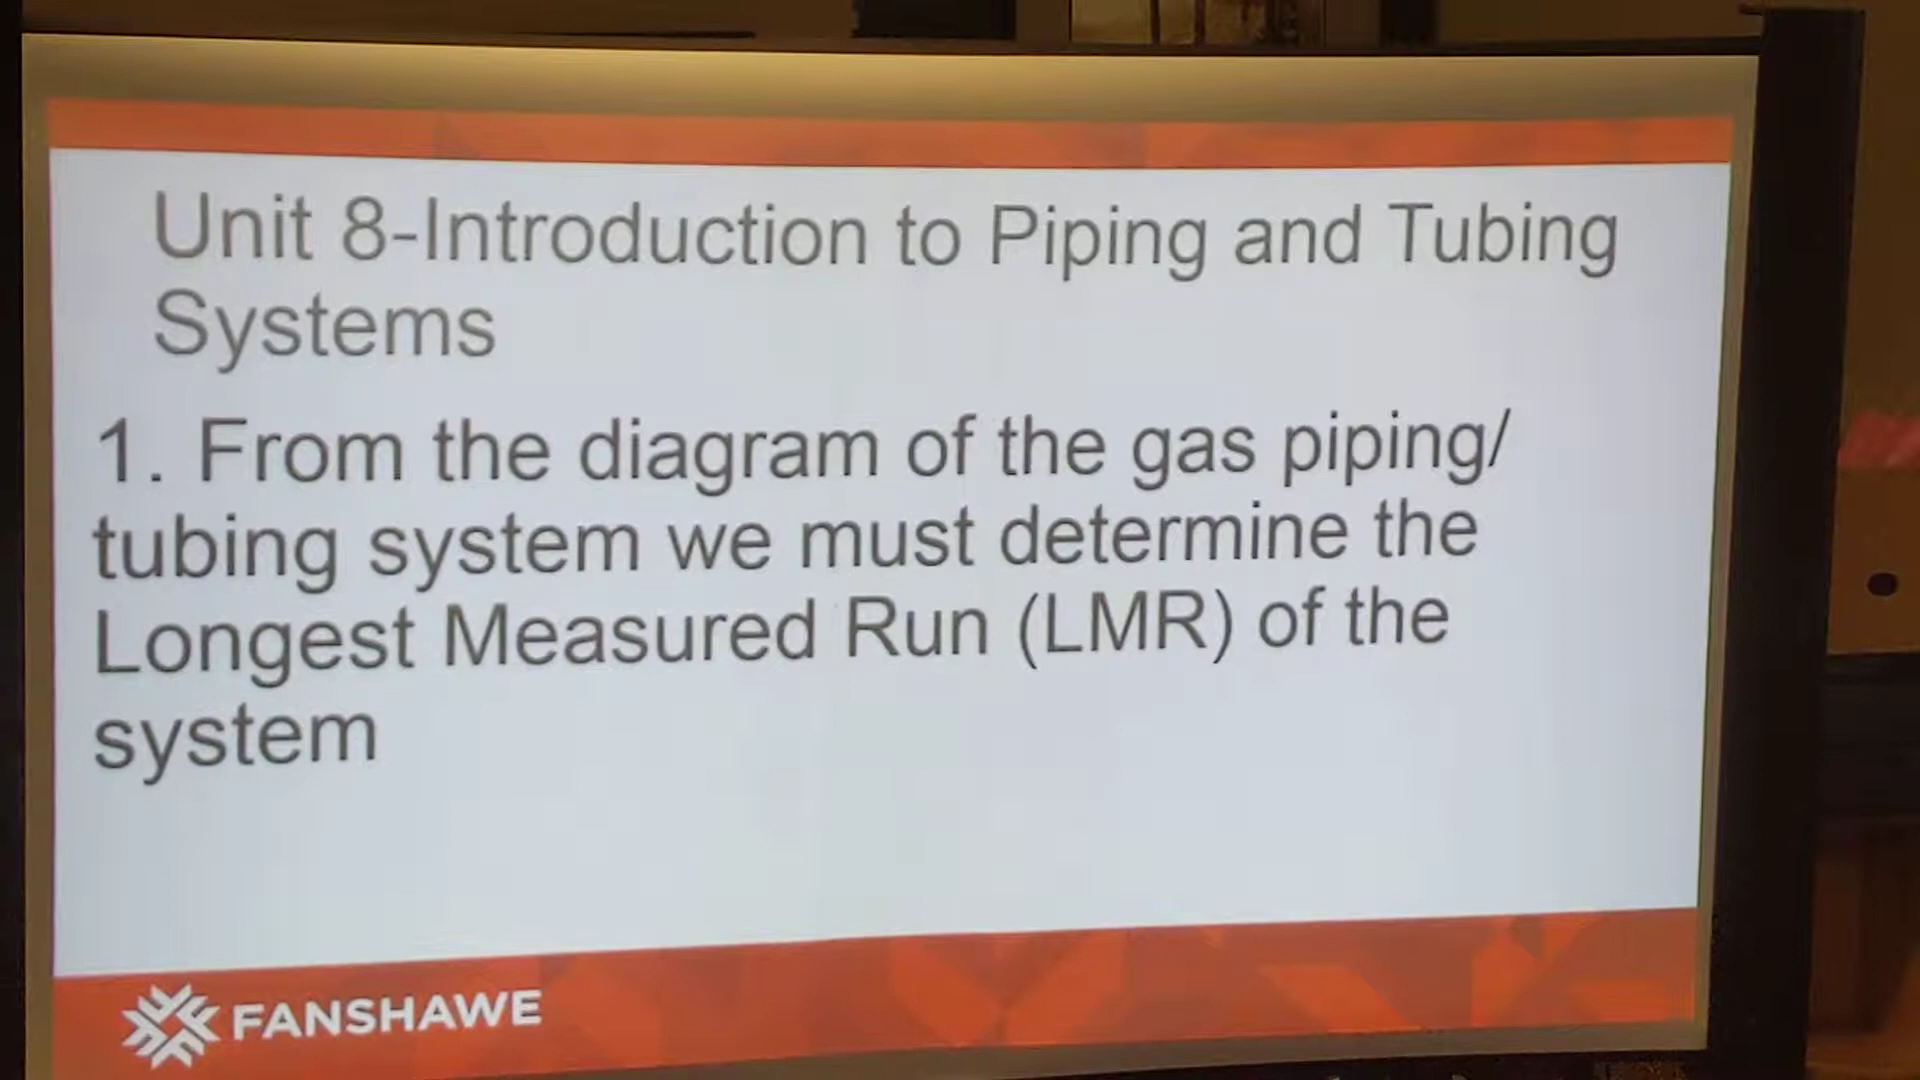 Unit 8-Introduction to Piping and Tubing
Systems
1. From the diagram of the gas piping/
tubing system we must determine the
Longest Measured Run (LMR) of the
system
FANSHAWE